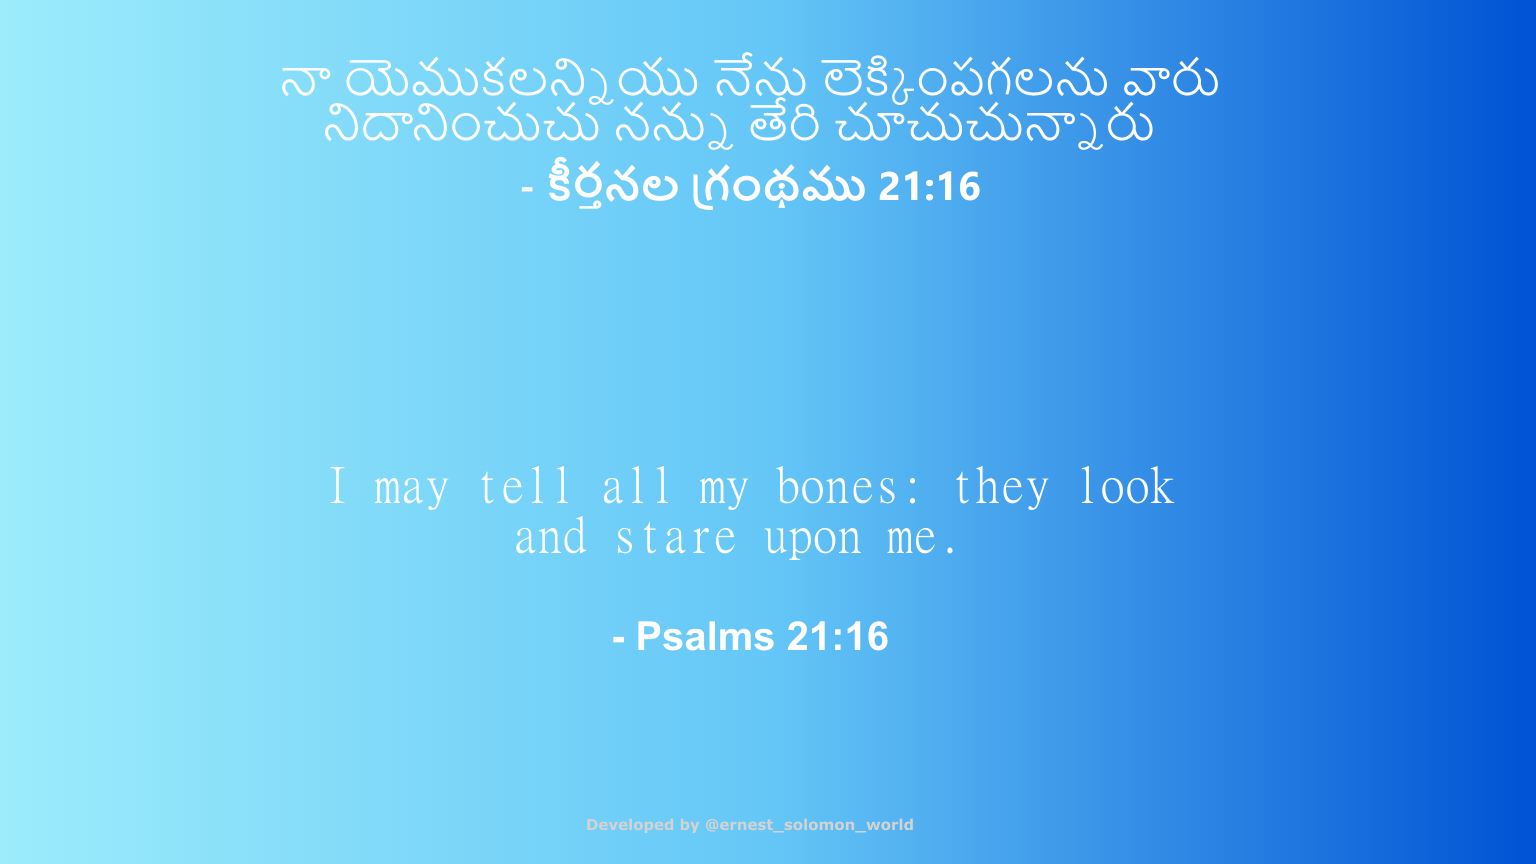 నా యెముకలన్నియు నేను లెక్కింపగలను వారు
నిదానించుచు నన్ను తేరి చూచుచున్నారు
- కీర్తనల గ్రంథము 21:16
I may tell all my bones: they look
and stare upon me.
- Psalms 21:16
Developed by @ernest_solomon_world